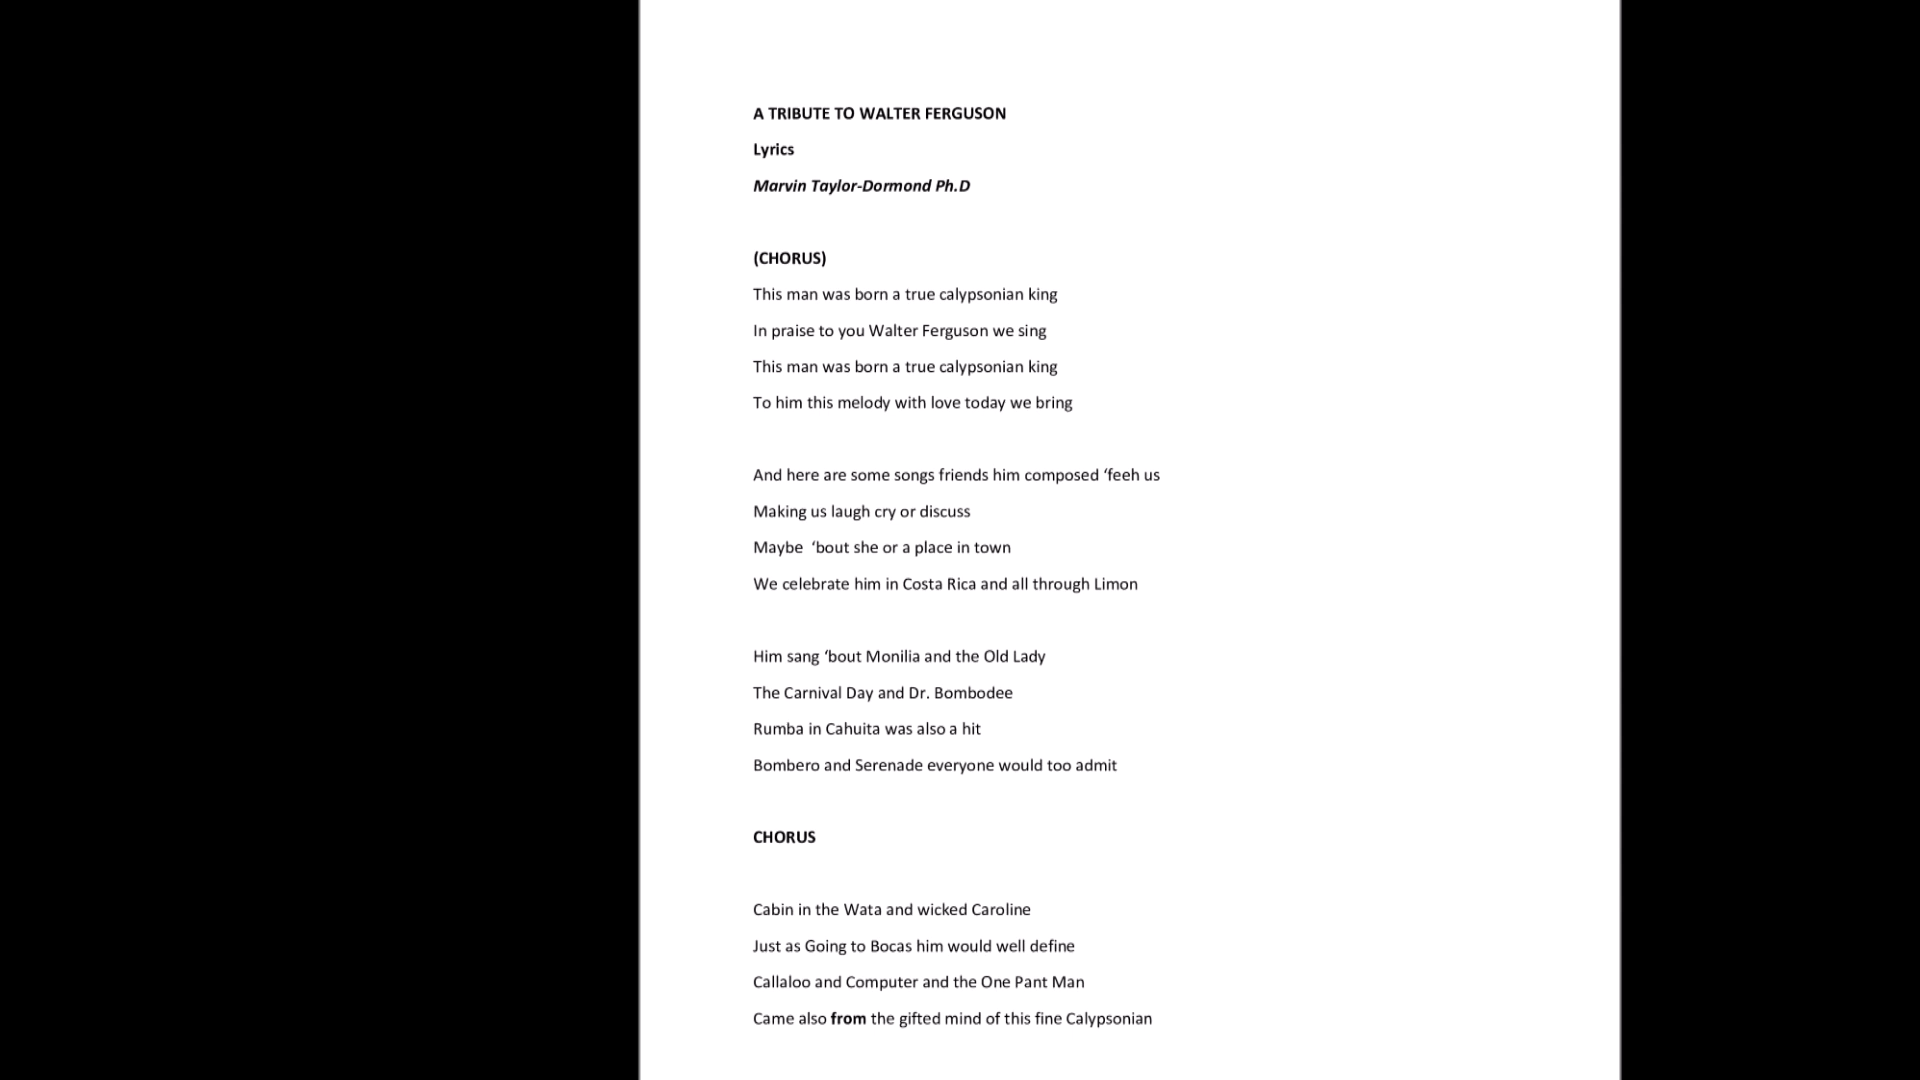 A TRIBUTE TO WALTER FERGUSON
Lyrics
Marvin Taylor-Dormond Ph.D
(CHORUS)
This man was born a true calypsonian king
In praise to you Walter Ferguson we sing
This man was born a true calypsonian king
To him this melody with love today we bring
And here are some songs friends him composed ‘feeh us
Making us laugh cry or discuss
Maybe  ‘bout she or a place in town
We celebrate him in Costa Rica and all through Limon
Him sang ‘bout Monilia and the Old Lady
The Carnival Day and Dr. Bombodee
Rumba in Cahuita was also a hit
Bombero and Serenade everyone would too admit
CHORUS
Cabin in the Wata and wicked Caroline
Just as Going to Bocas him would well define
Callaloo and Computer and the One Pant Man
Came also from the gifted mind of this fine Calypsonian